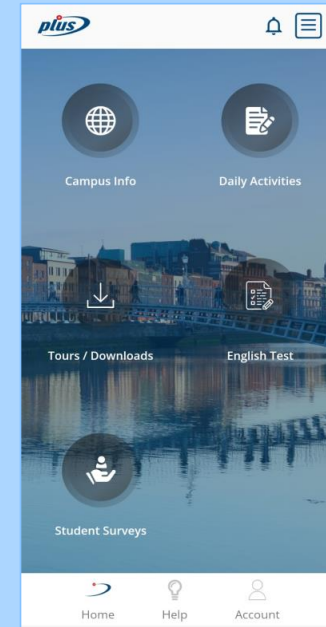 plus
Campus Info
Daily Activities
Tours / Downloads
English Test
Student Surveys
Home
Help
Account